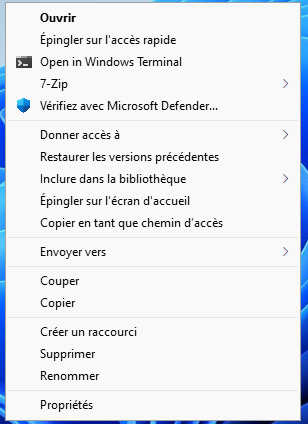 Ouvrir
Épingler sur l'accès rapide
Open in Windows Terminal
7-Zip
Vérifiez avec Microsoft Defender...
Donner accès à
Restaurer les versions précédentes
Inclure dans la bibliothèque
Épingler sur l'écran d'accueil
Copier en tant que chemin d’accès
Envoyer vers
Couper
Copier
Créer un raccourci
Supprimer
Renommer
Propriétés